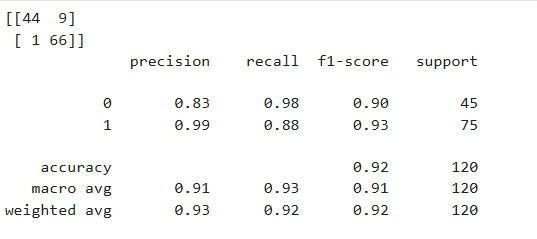 [[44  9]
 [ 1 66]]
              precision    recall  f1-score   support

           0       0.83      0.98      0.90        45
           1       0.99      0.88      0.93        75

    accuracy                           0.92       120
   macro avg       0.91      0.93      0.91       120
weighted avg       0.93      0.92      0.92       120